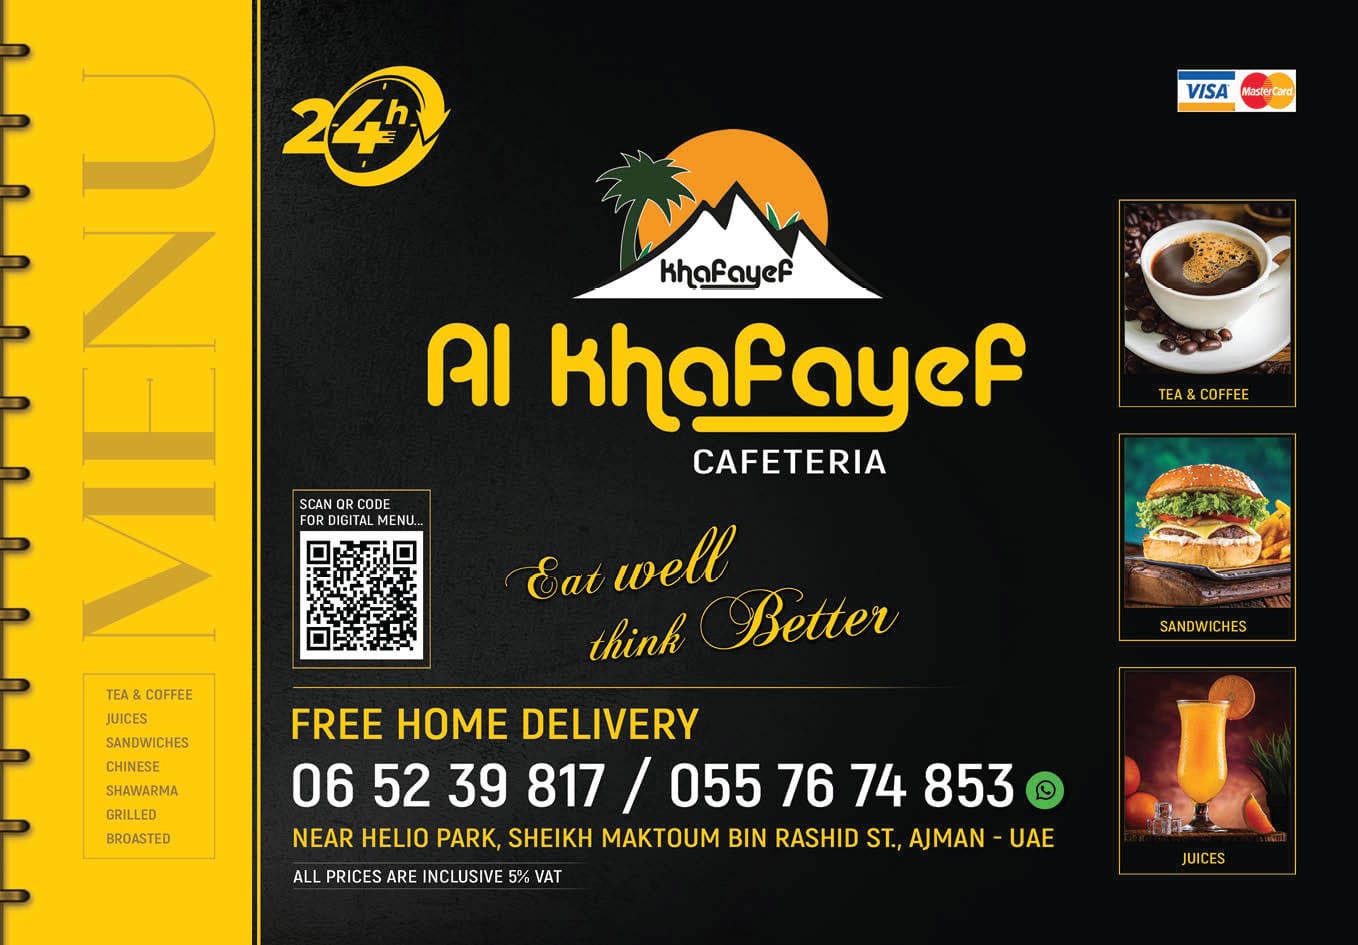 MENU
TEA & COFFEE
JUICES
SANDWICHES
CHINESE
SHAWARMA
GRILLED
BROASTED
24h
VISA MasterCard
Khafayef
Al Khafayef
CAFETERIA
SCAN QR CODE
FOR DIGITAL MENU...
Eat well
think Better
FREE HOME DELIVERY
06 52 39 817 / 055 76 74 853
NEAR HELIO PARK, SHEIKH MAKTOUM BIN RASHID ST., AJMAN - UAE
ALL PRICES ARE INCLUSIVE 5% VAT
TEA & COFFEE
SANDWICHES
JUICES